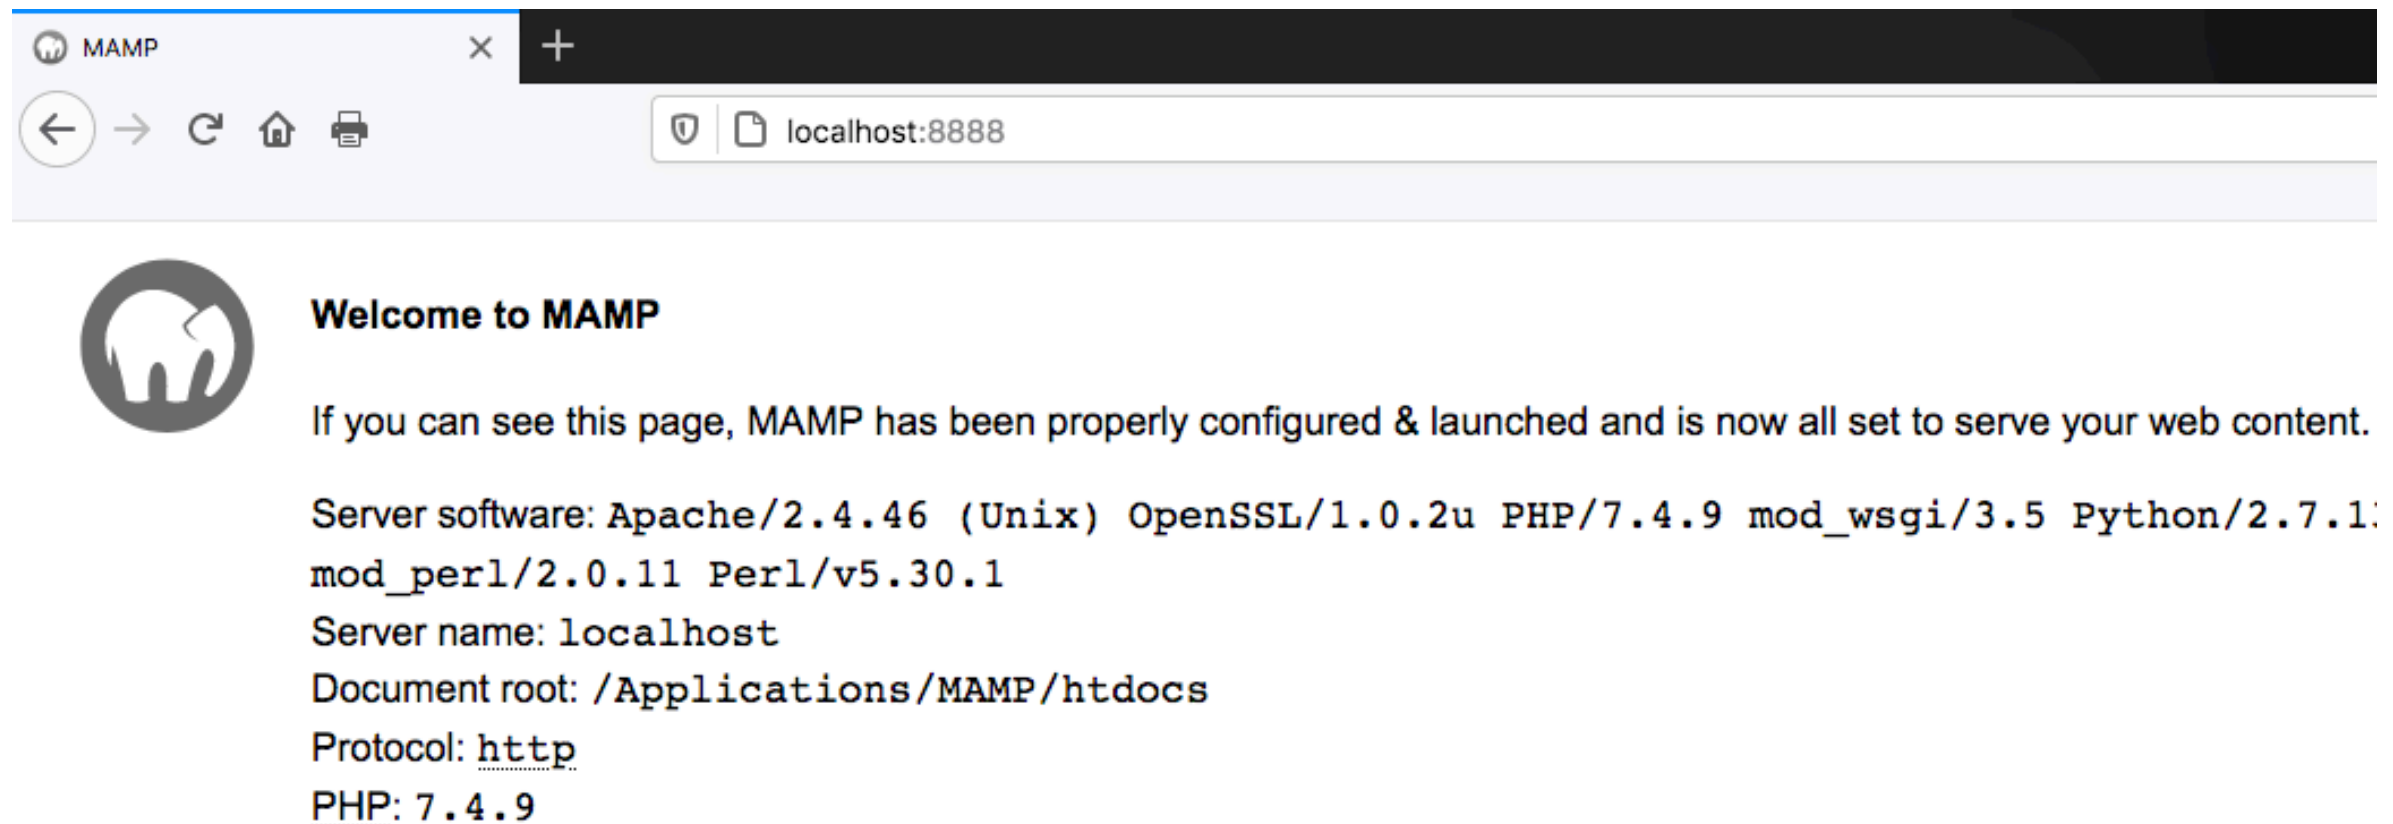 MAMP
localhost:8888
Welcome to MAMP
If you can see this page, MAMP has been properly configured & launched and is now all set to serve your web content.
Server software: Apache/2.4.46 (Unix) OpenSSL/1.0.2u PHP/7.4.9 mod_wsgi/3.5
mod_perl/2.0.11 Perl/v5.30.1
Server name: localhost
Document root: /Applications/MAMP/htdocs
Protocol: http
PHP: 7.4.9